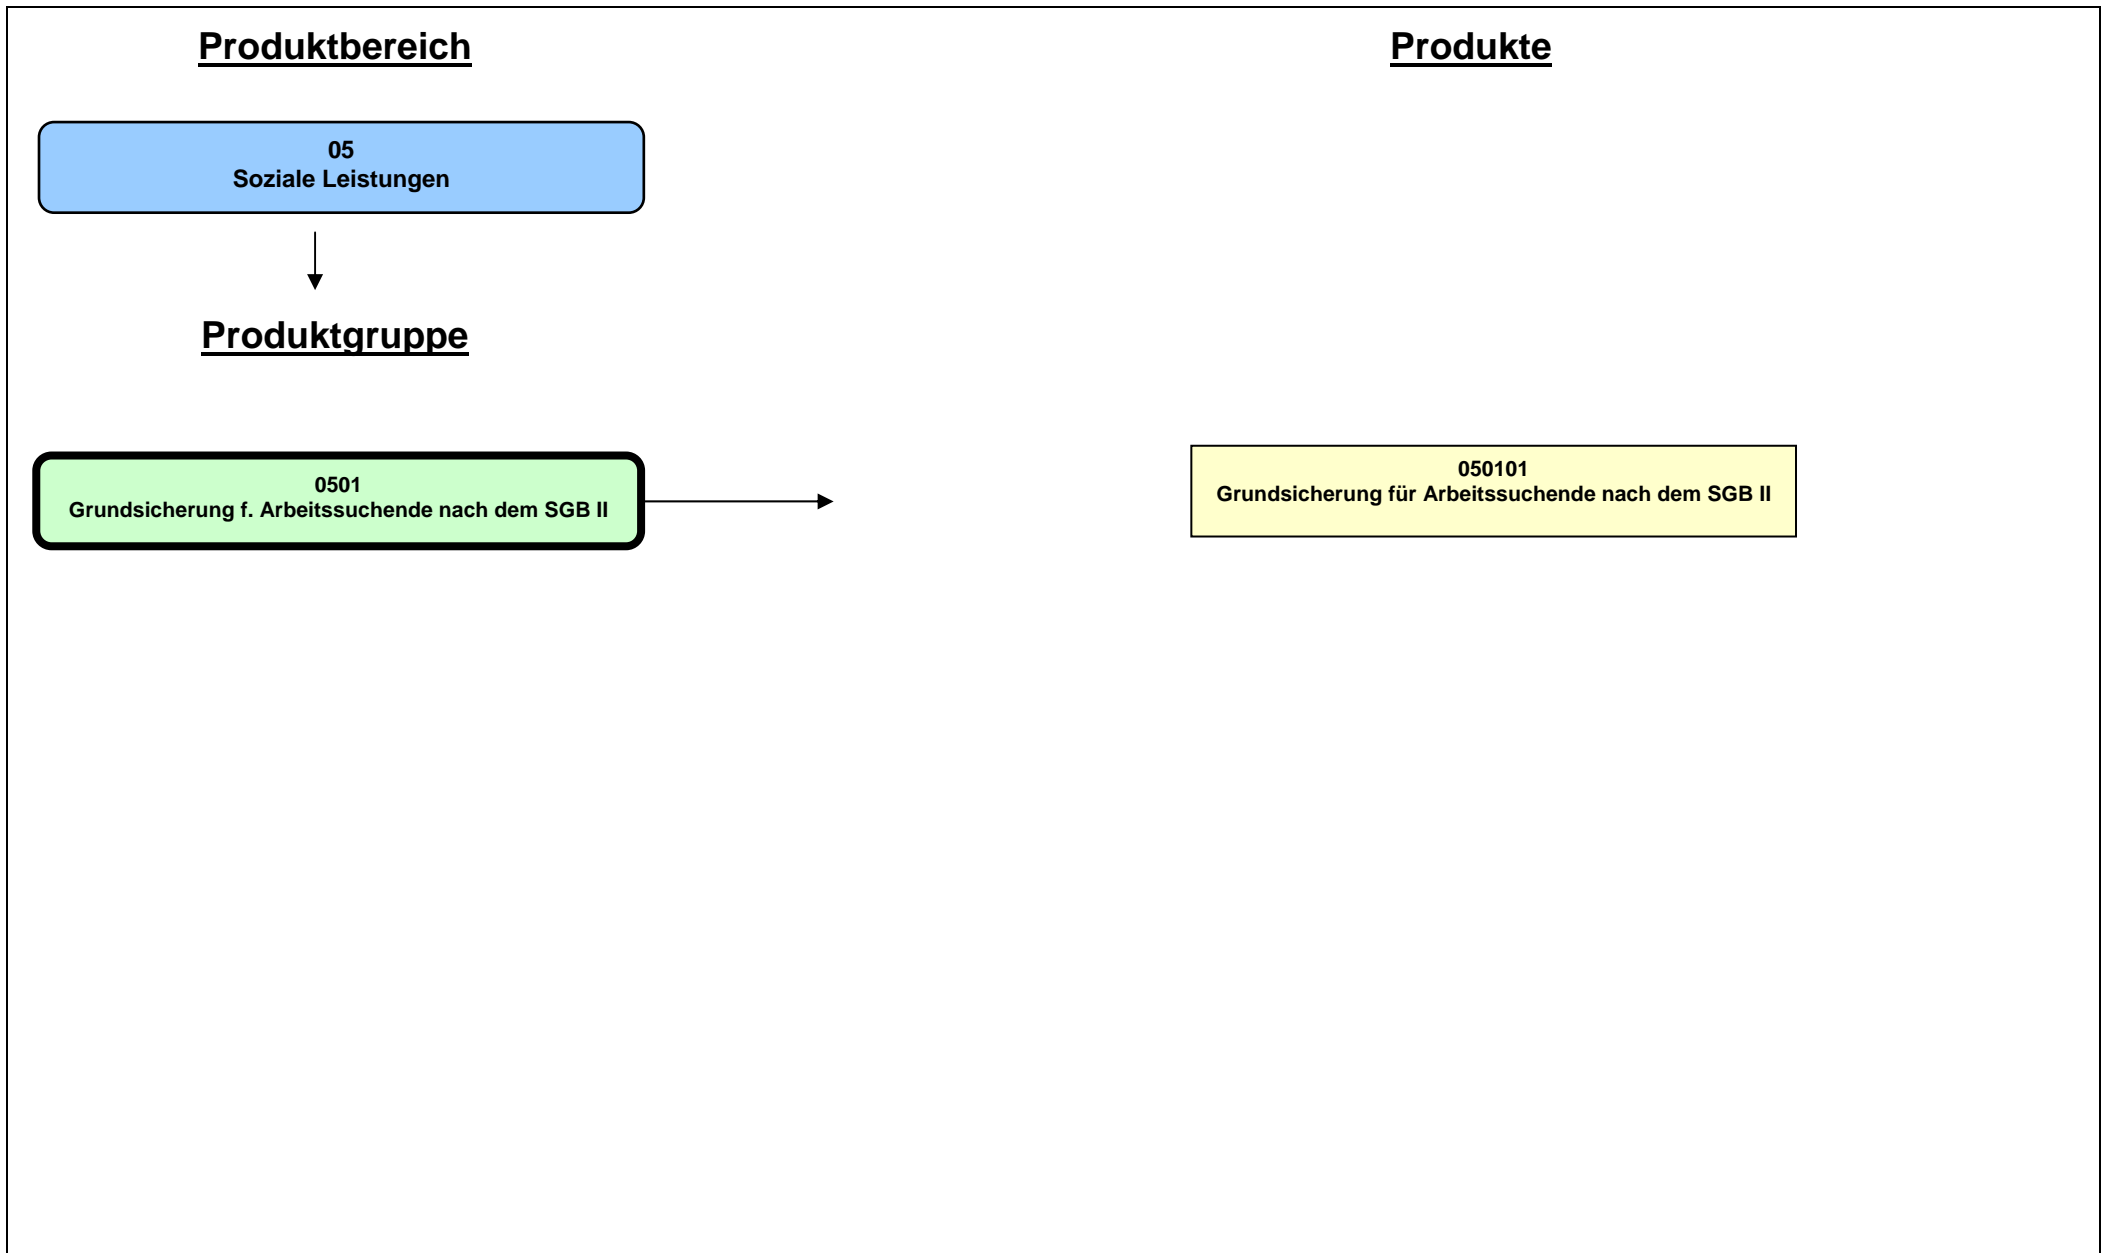 Produktbereich
Produkte
05
Soziale Leistungen
Produktgruppe
0501
Grundsicherung f. Arbeitssuchende nach dem SGB II
050101
Grundsicherung für Arbeitssuchende nach dem SGB II